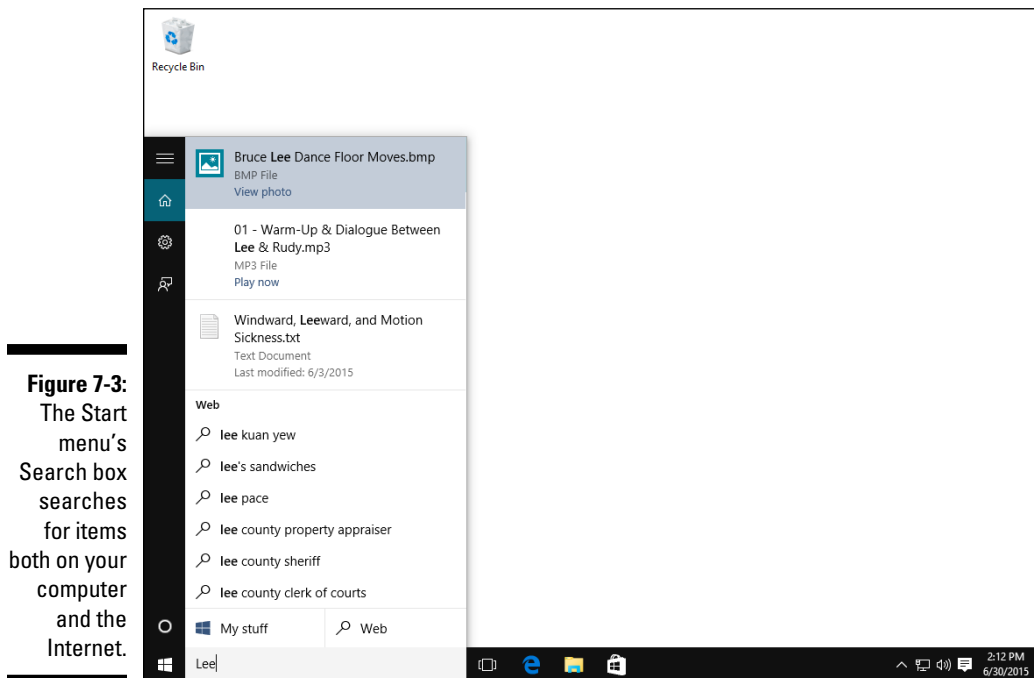 Recycle Bin
Bruce Lee Dance Floor Moves.bmp
BMP File
View photo
01 - Warm-Up & Dialogue Between
Lee & Rudy.mp3
MP3 File
Play now
Windward, Leeward, and Motion
Sickness.txt
Text Document
Last modified: 6/3/2015
Web
lee kuan yew
lee's sandwiches
lee pace
lee county property appraiser
lee county sheriff
lee county clerk of courts
My stuff
Web
Lee
2:12 PM
6/30/2015
Figure 7-3:
The Start
menu's
Search box
searches
for items
both on your
computer
and the
Internet.